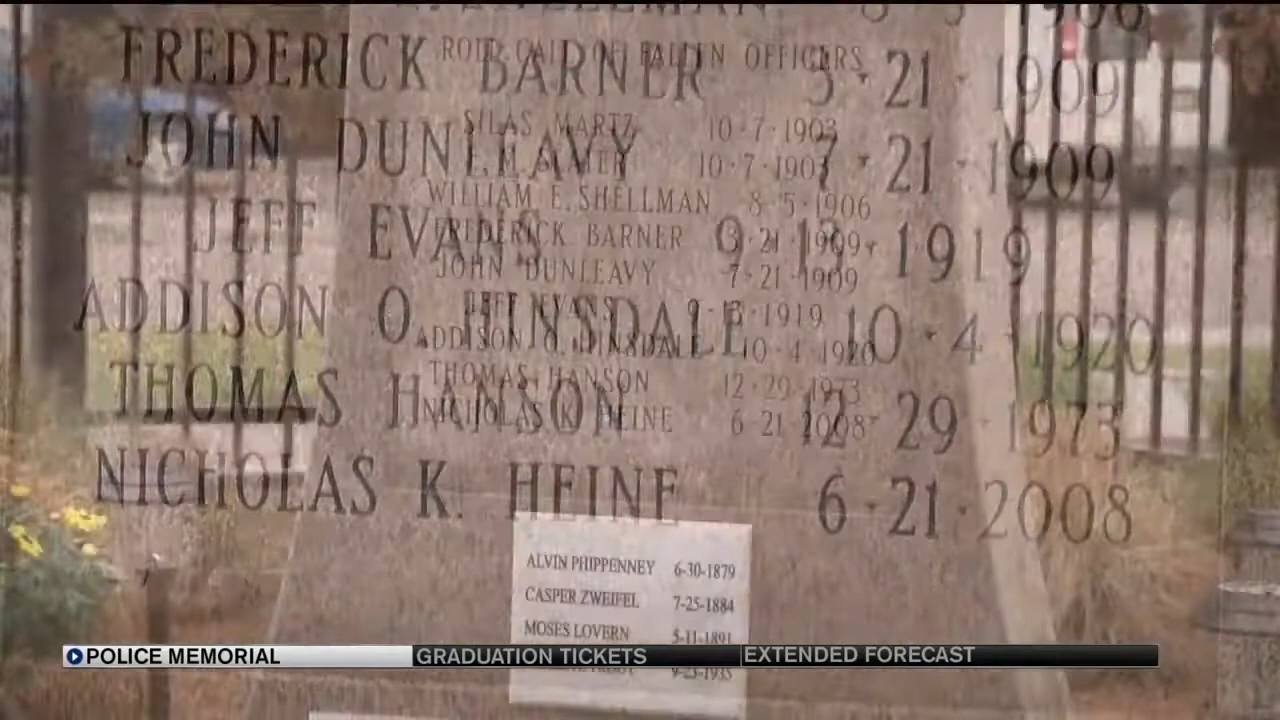 FREDERICK BARNER 3·21·1909
JOHN DUNLEAVY 7·21·1909
JEFF EVANS 9·13·1919
ADDISON O. HINSDALE 10·4·1920
THOMAS HANSON 12·29·1973
NICHOLAS K. HEINE 6·21·2008
ROLL CALL OF FALLEN OFFICERS
SILAS MARTZ 10·7·1903
10·7·1903
WILLIAM E. SHELLMAN 8·5·1906
FREDERICK BARNER 3·21·1909
JOHN DUNLEAVY 7·21·1909
JEFF EVANS 9·13·1919
ADDISON O. HINSDALE 10·4·1920
THOMAS HANSON 12·29·1973
NICHOLAS K. HEINE 6·21·2008
ALVIN PHIPPENNEY 6-30-1879
CASPER ZWEIFEL 7-25-1884
MOSES LOVERN 5-11-1891
9-23-1935
POLICE MEMORIAL GRADUATION TICKETS EXTENDED FORECAST